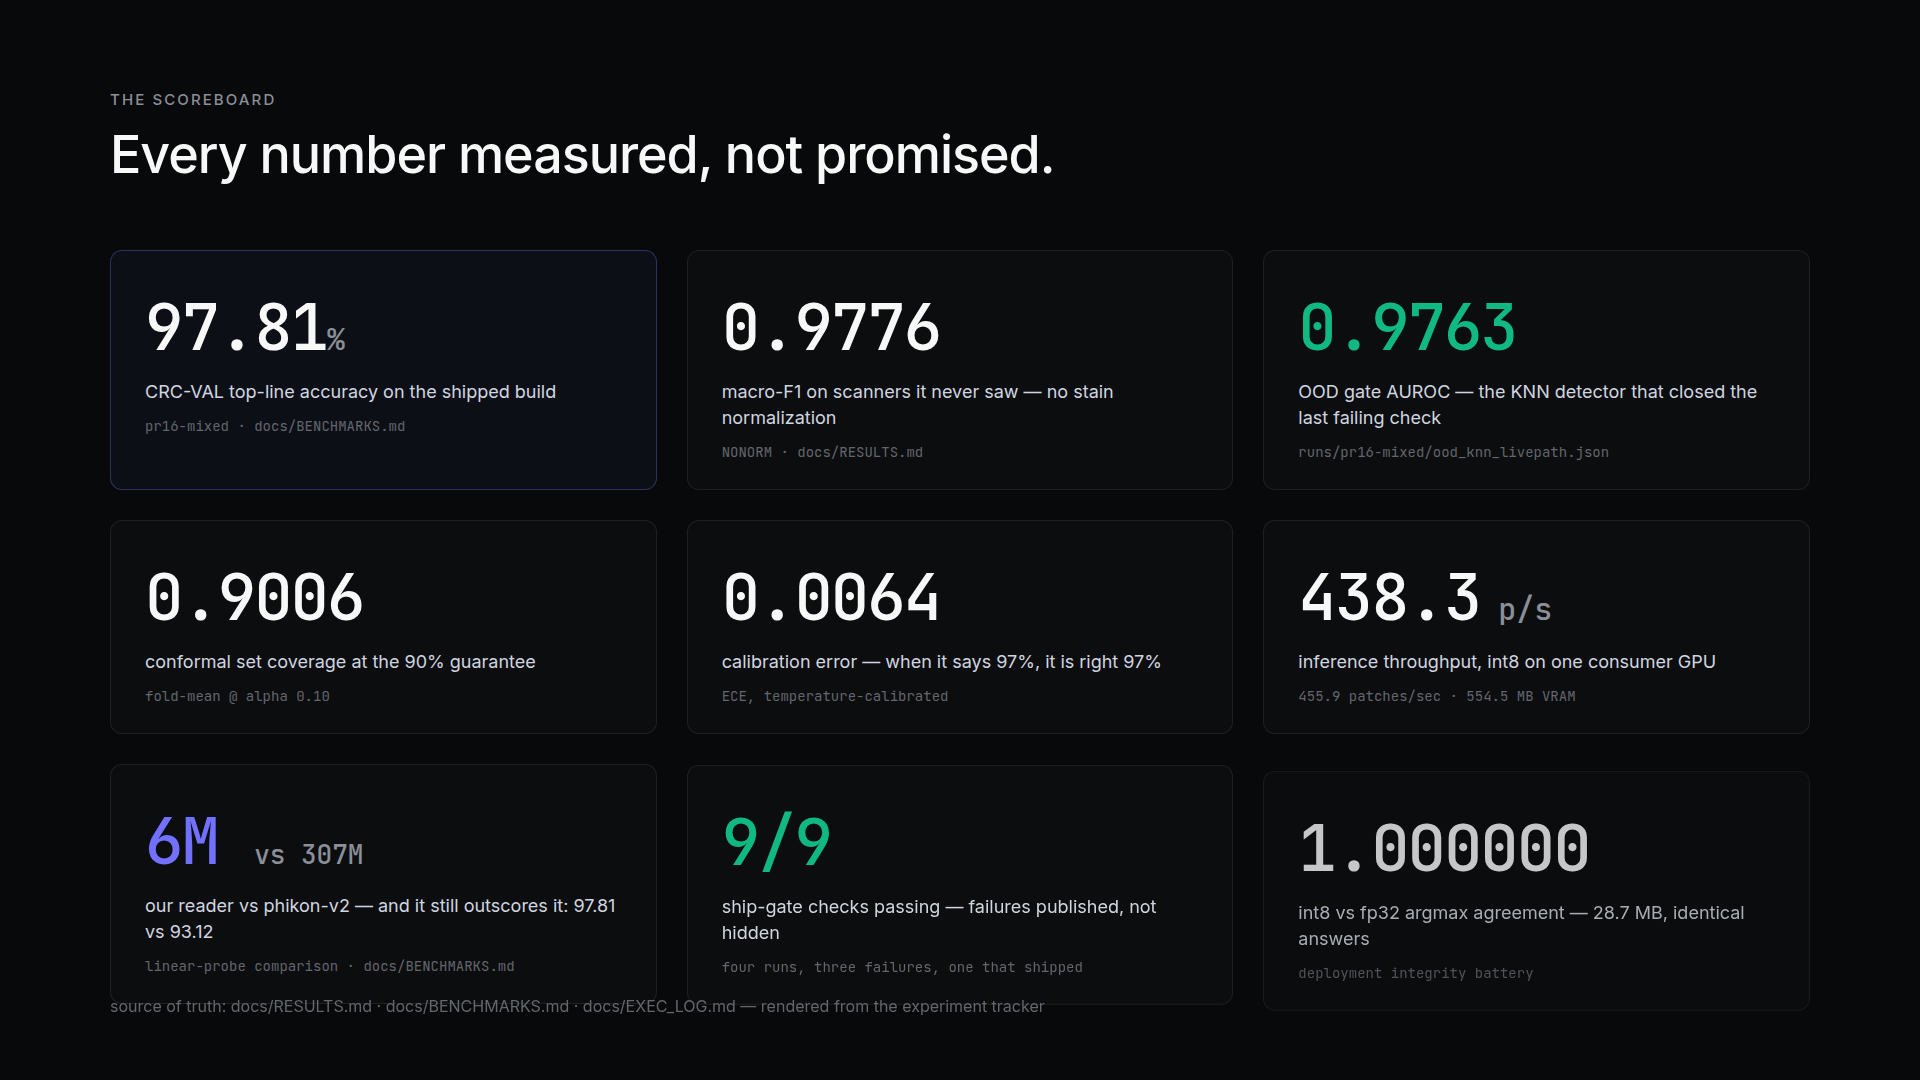 THE SCOREBOARD
Every number measured, not promised.
97.81%
CRC-VAL top-line accuracy on the shipped build
pr16-mixed · docs/BENCHMARKS.md
0.9776
macro-F1 on scanners it never saw — no stain
normalization
NONORM · docs/RESULTS.md
0.9763
OOD gate AUROC — the KNN detector that closed the
last failing check
runs/pr16-mixed/ood_knn_livepath.json
0.9006
conformal set coverage at the 90% guarantee
fold-mean @ alpha 0.10
0.0064
calibration error — when it says 97%, it is right 97%
ECE, temperature-calibrated
438.3 p/s
inference throughput, int8 on one consumer GPU
455.9 patches/sec · 554.5 MB VRAM
6M vs 307M
our reader vs phikon-v2 — and it still outscores it: 97.81
vs 93.12
linear-probe comparison · docs/BENCHMARKS.md
9/9
ship-gate checks passing — failures published, not
hidden
four runs, three failures, one that shipped
1.000000
int8 vs fp32 argmax agreement — 28.7 MB, identical
answers
deployment integrity battery
source of truth: docs/RESULTS.md · docs/BENCHMARKS.md · docs/EXEC_LOG.md — rendered from the experiment tracker